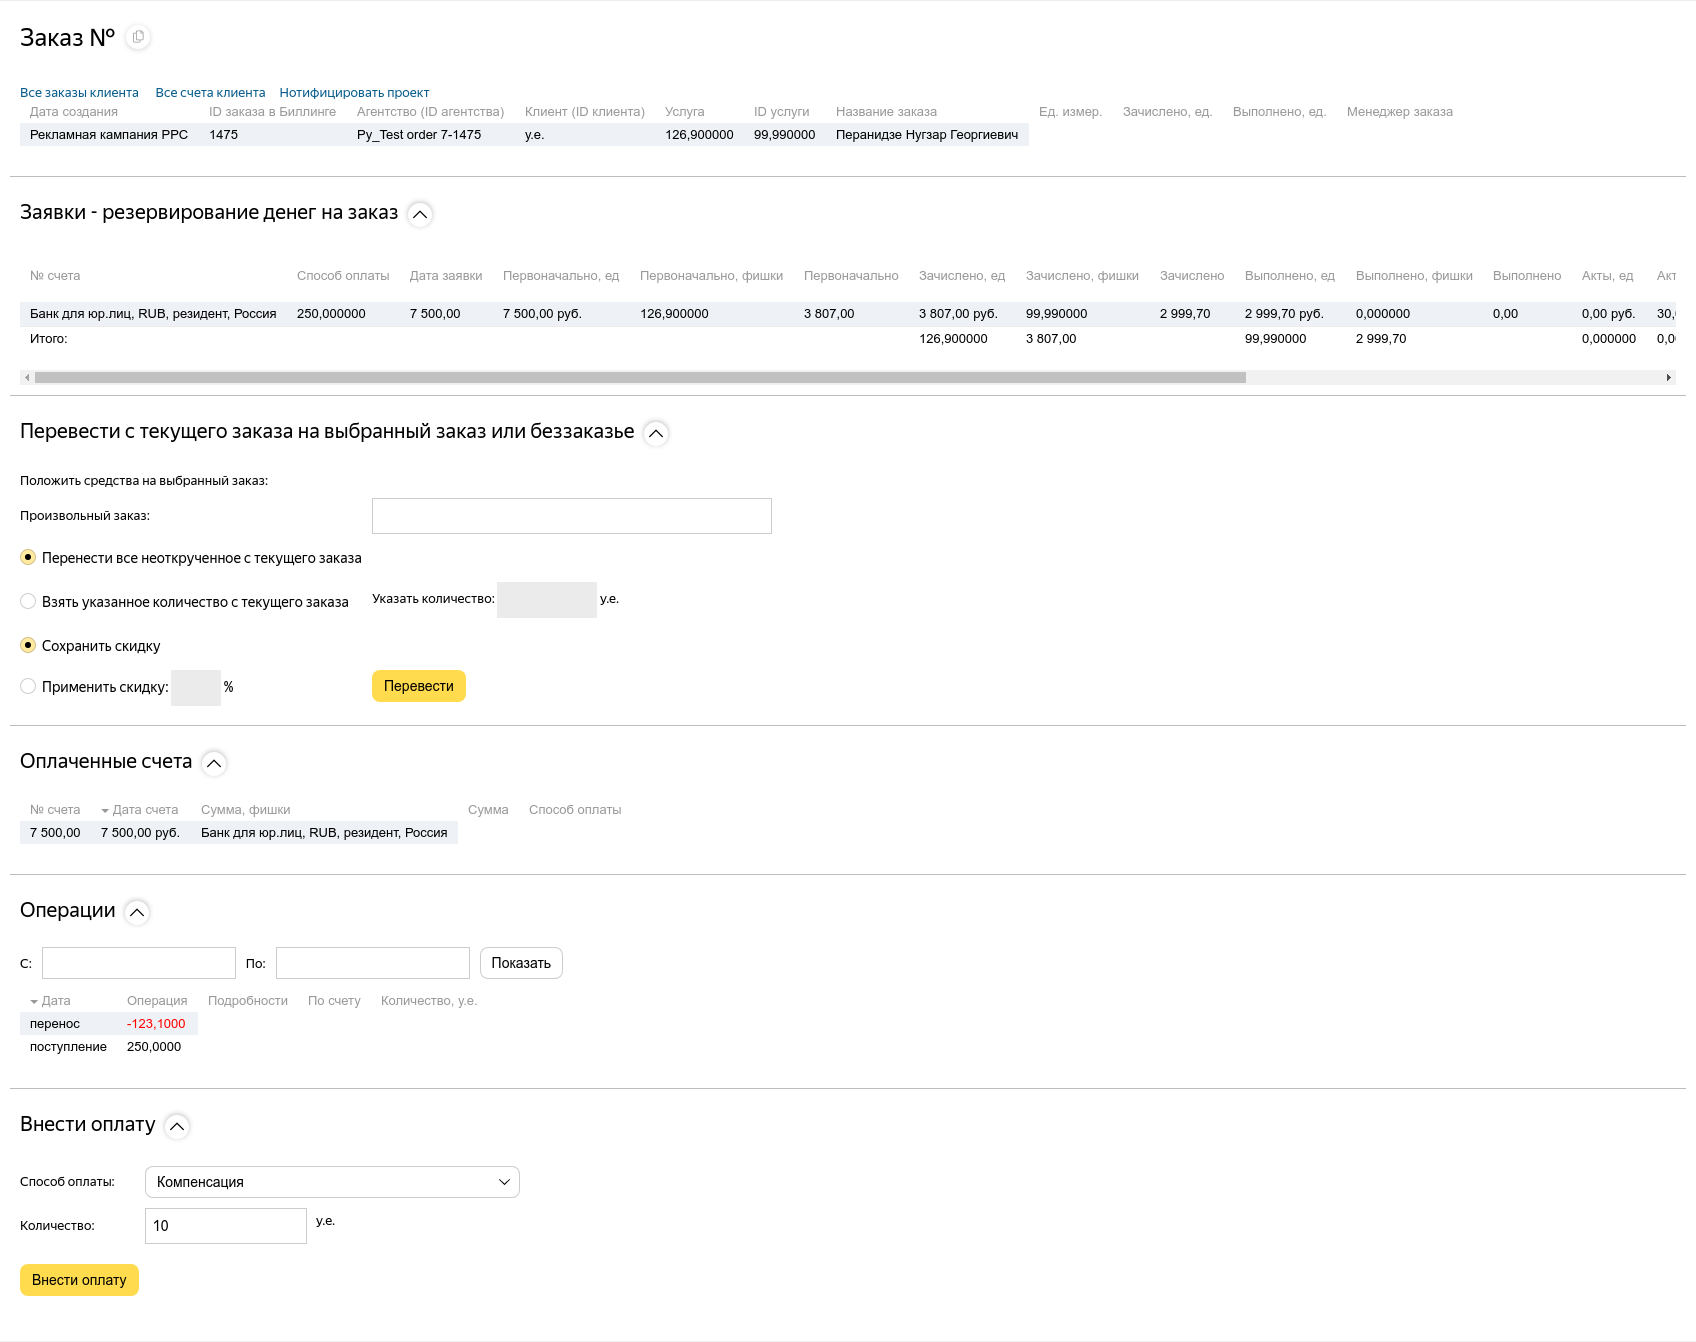 Заказ №
Все заказы клиента Все счета клиента Нотифицировать проект
Дата создания ID заказа в Биллинге Агентство (ID агентства) Клиент (ID клиента) Услуга ID услуги Название заказа Ед. измер. Зачислено, ед. Выполнено, ед. Менеджер заказа
Рекламная кампания РРС 1475 Py_Test order 7-1475 у.е. 126,900000 99,990000 Перанидзе Нугзар Георгиевич
Заявки - резервирование денег на заказ
№ счета Способ оплаты Дата заявки Первоначально, ед Первоначально, фишки Первоначально Зачислено, ед Зачислено, фишки Зачислено Выполнено, ед Выполнено, фишки Выполнено Акты, ед Акт
Банк для юр.лиц, RUB, резидент, Россия 250,000000 7 500,00 7 500,00 руб. 126,900000 3 807,00 3 807,00 руб. 99,990000 2 999,70 2 999,70 руб. 0,000000 0,00 0,00 руб. 30,
Итого: 126,900000 3 807,00 99,990000 2 999,70 0,000000 0,0
Перевести с текущего заказа на выбранный заказ или беззаказье
Положить средства на выбранный заказ:
Произвольный заказ:
Перенести все неоткрученное с текущего заказа
Взять указанное количество с текущего заказа Указать количество: у.е.
Сохранить скидку
Применить скидку: % Перевести
Оплаченные счета
№ счета Дата счета Сумма, фишки Сумма Способ оплаты
7 500,00 7 500,00 руб. Банк для юр.лиц, RUB, резидент, Россия
Операции
С: По: Показать
Дата Операция Подробности По счету Количество, у.е.
перенос -123,1000
поступление 250,0000
Внести оплату
Способ оплаты: Компенсация
Количество: 10 у.е.
Внести оплату